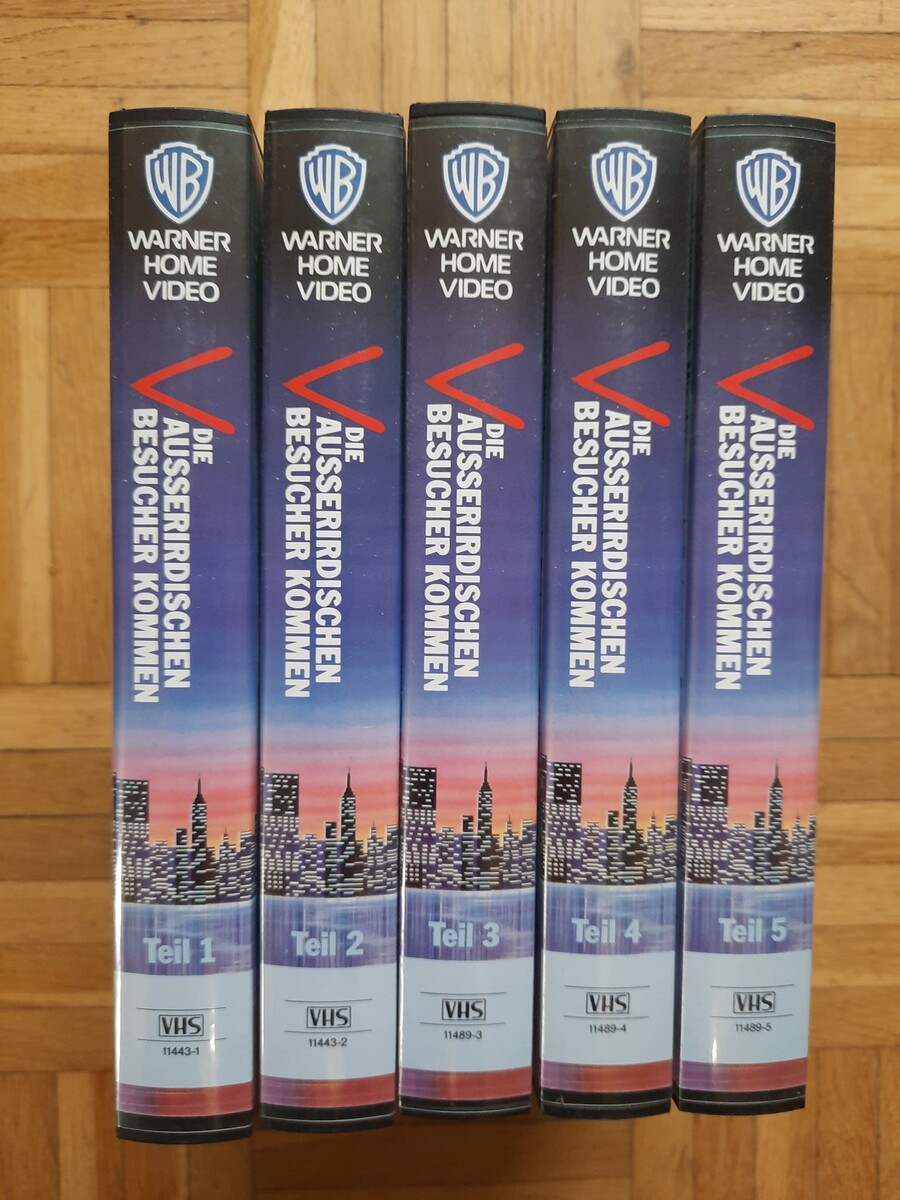 WB
WARNER
HOME
VIDEO
V
DIE
AUSSERIRDISCHEN
BESUCHER KOMMEN
Teil 1
VHS
11443-1
WB
WARNER
HOME
VIDEO
V
DIE
AUSSERIRDISCHEN
BESUCHER KOMMEN
Teil 2
VHS
11443-2
WB
WARNER
HOME
VIDEO
V
DIE
AUSSERIRDISCHEN
BESUCHER KOMMEN
Teil 3
VHS
11489-3
WB
WARNER
HOME
VIDEO
V
DIE
AUSSERIRDISCHEN
BESUCHER KOMMEN
Teil 4
VHS
11489-4
WB
WARNER
HOME
VIDEO
V
DIE
AUSSERIRDISCHEN
BESUCHER KOMMEN
Teil 5
VHS
11489-5